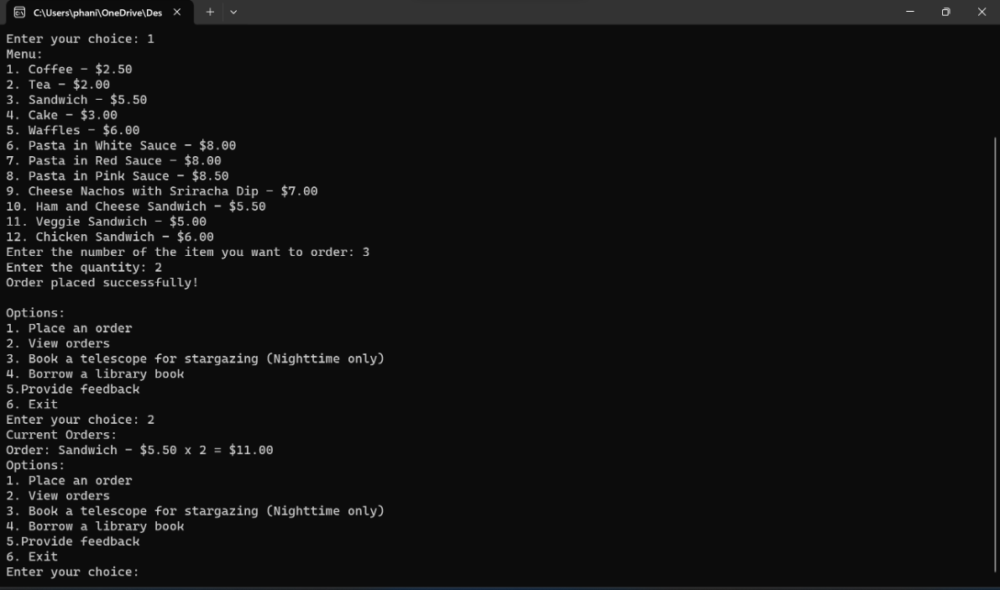 C:\Users\phani\OneDrive\Des
Enter your choice: 1
Menu:
1. Coffee - $2.50
2. Tea - $2.00
3. Sandwich - $5.50
4. Cake - $3.00
5. Waffles - $6.00
6. Pasta in White Sauce - $8.00
7. Pasta in Red Sauce - $8.00
8. Pasta in Pink Sauce - $8.50
9. Cheese Nachos with Sriracha Dip - $7.00
10. Ham and Cheese Sandwich - $5.50
11. Veggie Sandwich - $5.00
12. Chicken Sandwich - $6.00
Enter the number of the item you want to order: 3
Enter the quantity: 2
Order placed successfully!
Options:
1. Place an order
2. View orders
3. Book a telescope for stargazing (Nighttime only)
4. Borrow a library book
5.Provide feedback
6. Exit
Enter your choice: 2
Current Orders:
Order: Sandwich - $5.50 x 2 = $11.00
Options:
1. Place an order
2. View orders
3. Book a telescope for stargazing (Nighttime only)
4. Borrow a library book
5.Provide feedback
6. Exit
Enter your choice: